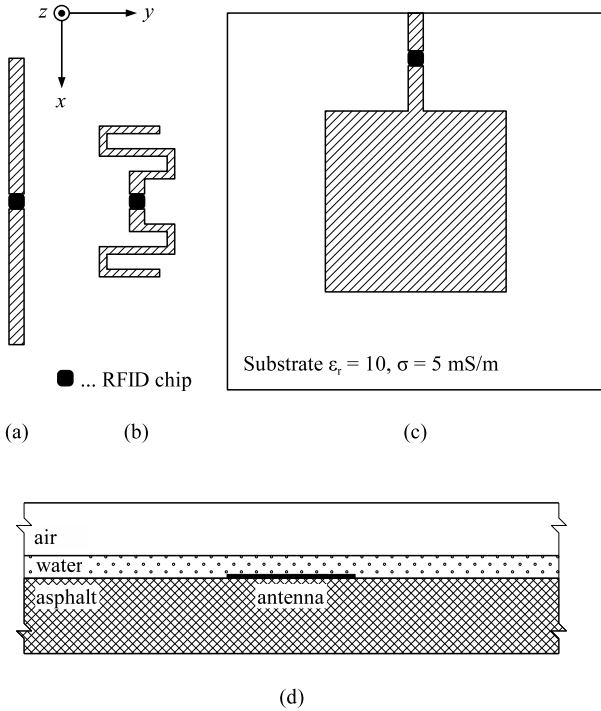 z
y
x
... RFID chip
Substrate εr = 10, σ = 5 mS/m
(a)
(b)
(c)
air
water
asphalt
antenna
(d)